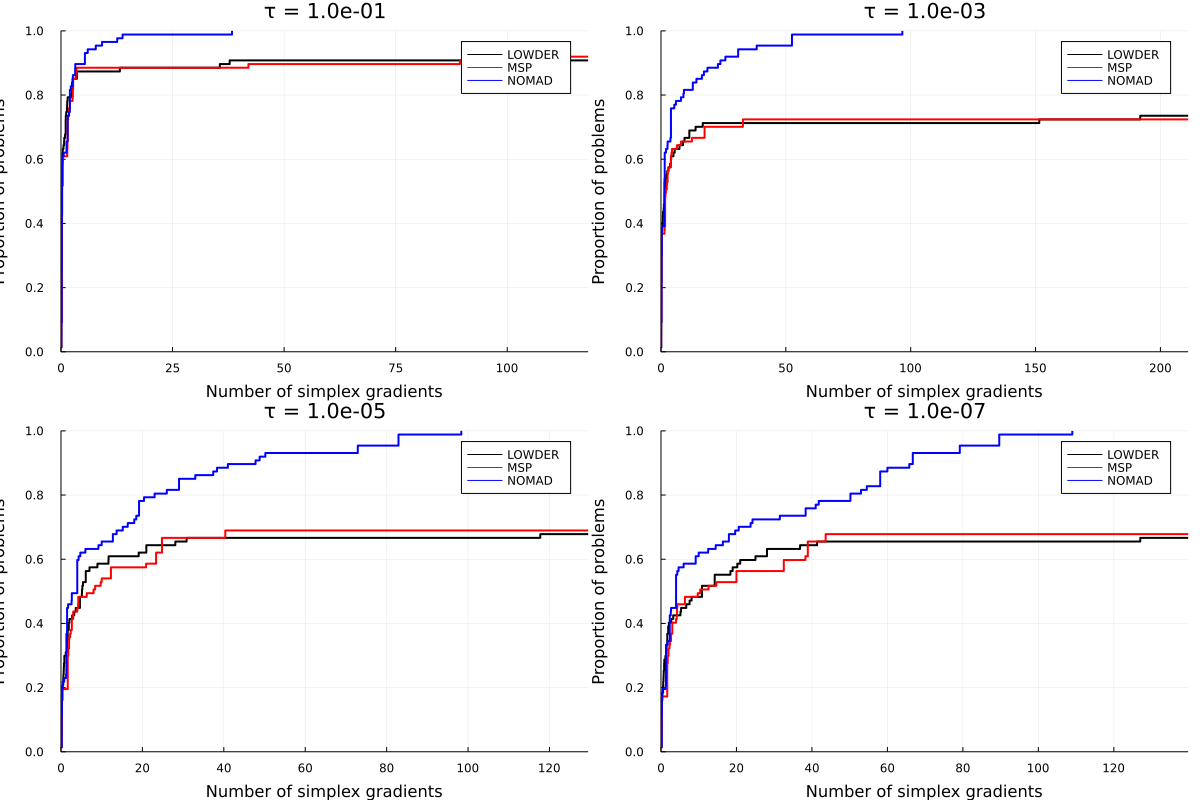 τ = 1.0e-01
1.0
0.8
0.6
0.4
0.2
0.0
Proportion of problems
LOWDER
MSP
NOMAD
0 25 50 75 100
Number of simplex gradients
τ = 1.0e-03
1.0
0.8
0.6
0.4
0.2
0.0
Proportion of problems
LOWDER
MSP
NOMAD
0 50 100 150 200
Number of simplex gradients
τ = 1.0e-05
1.0
0.8
0.6
0.4
0.2
0.0
Proportion of problems
LOWDER
MSP
NOMAD
0 20 40 60 80 100 120
Number of simplex gradients
τ = 1.0e-07
1.0
0.8
0.6
0.4
0.2
0.0
Proportion of problems
LOWDER
MSP
NOMAD
0 20 40 60 80 100 120
Number of simplex gradients